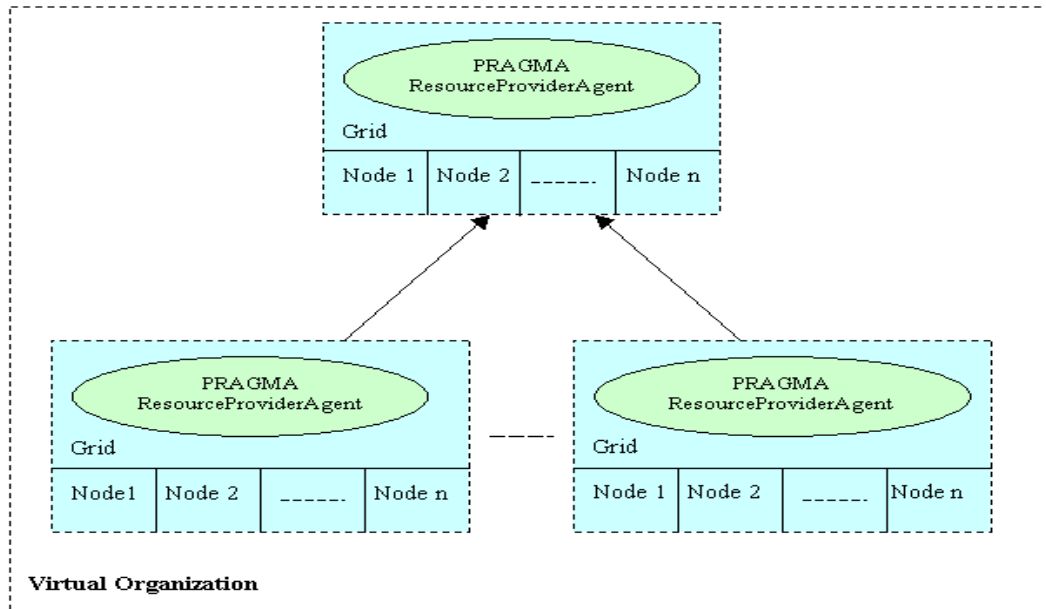 PRAGMA
ResourceProviderAgent
Grid
Node 1 Node 2 ______. Node n
PRAGMA
ResourceProviderAgent
Grid
Node1 Node 2 ______. Node n
PRAGMA
ResourceProviderAgent
Grid
Node 1 Node 2 ______. Node n
Virtual Organization